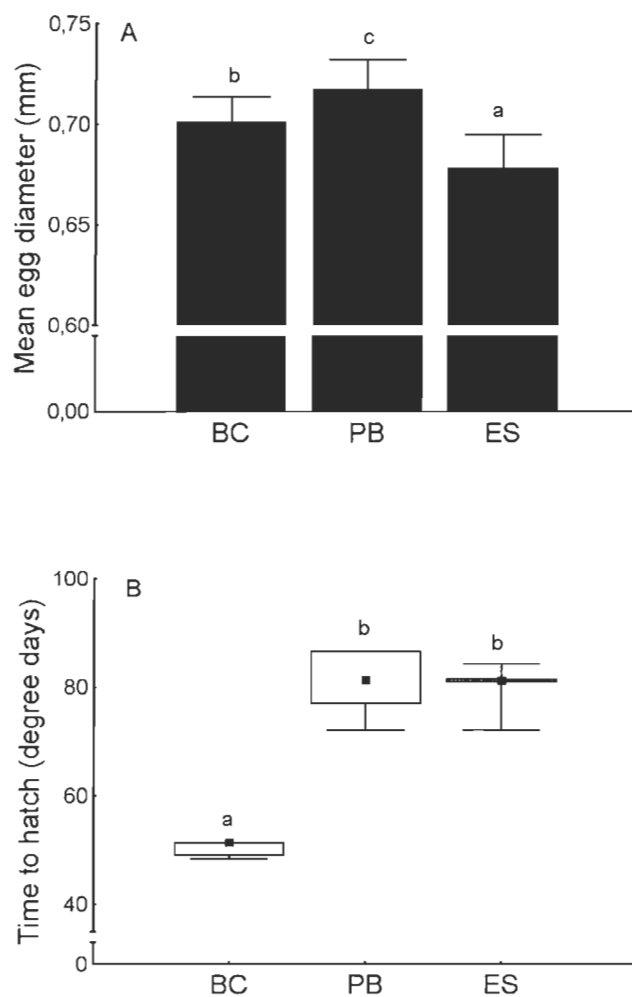 A
Mean egg diameter (mm)
0,75
0,70
0,65
0,60
0,00
b
c
a
BC PB ES
B
Time to hatch (degree days)
100
80
60
40
0
a
b
b
BC PB ES